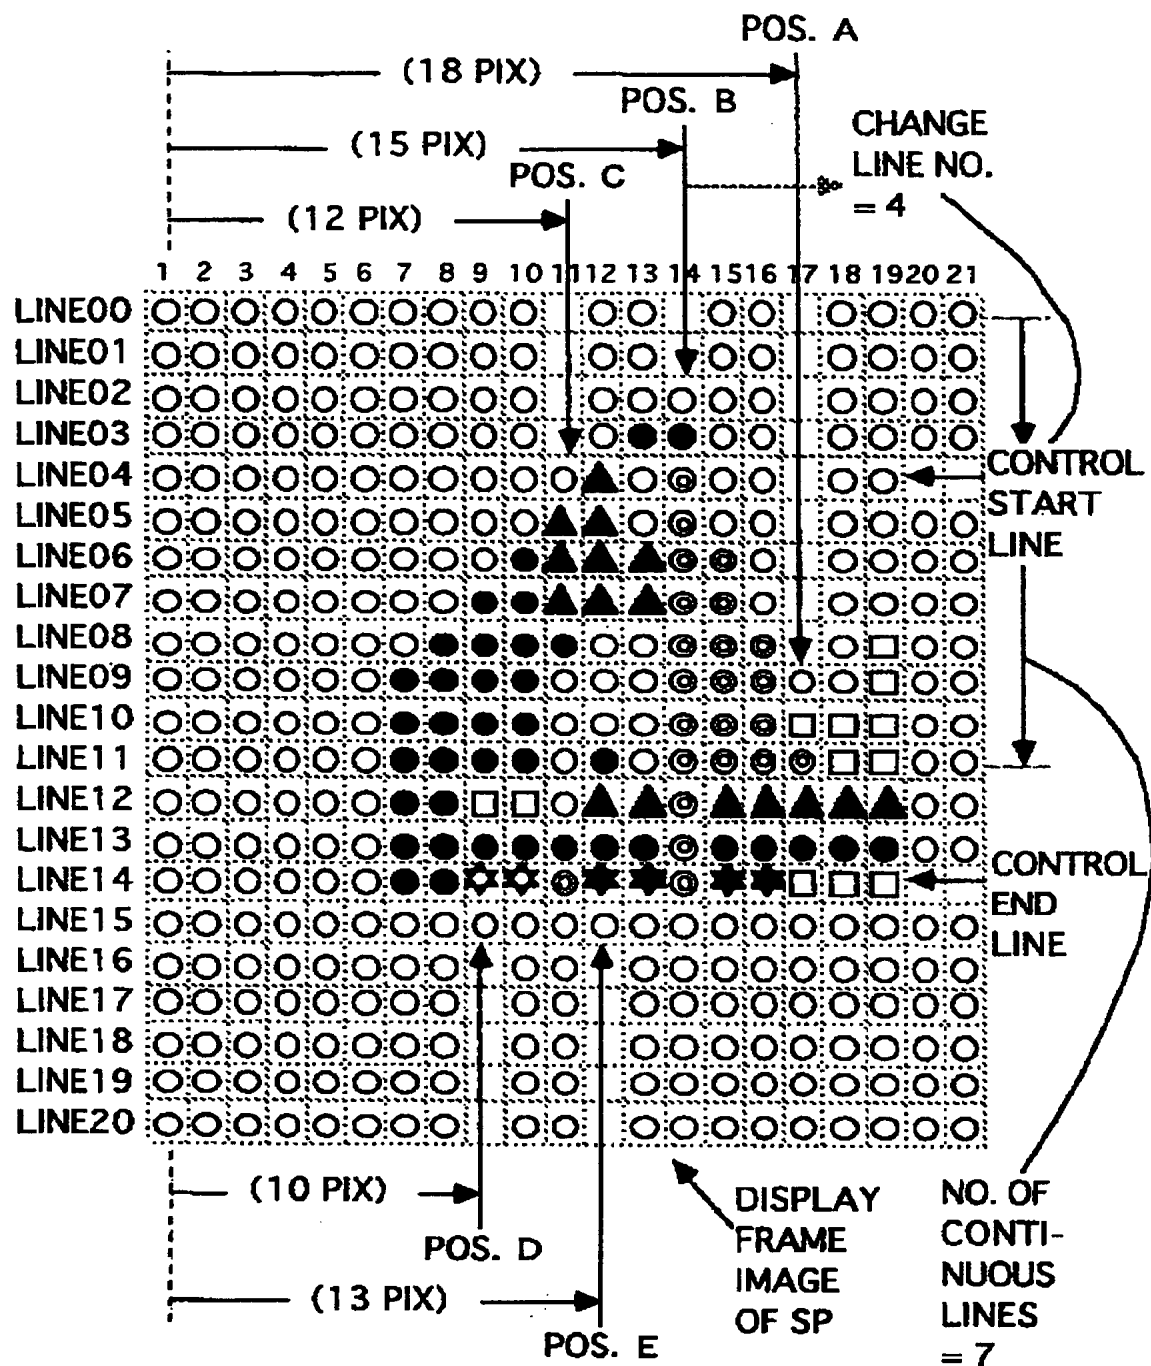 POS. A
(18 PIX)
POS. B
CHANGE
LINE NO.
= 4
(15 PIX)
POS. C
(12 PIX)
1 2 3 4 5 6 7 8 9 10 11 12 13 14 15 16 17 18 19 20 21
LINE00
LINE01
LINE02
LINE03
LINE04
LINE05
LINE06
LINE07
LINE08
LINE09
LINE10
LINE11
LINE12
LINE13
LINE14
LINE15
LINE16
LINE17
LINE18
LINE19
LINE20
CONTROL
START
LINE
CONTROL
END
LINE
(10 PIX)
POS. D
(13 PIX)
POS. E
DISPLAY
FRAME
IMAGE
OF SP
NO. OF
CONTI-
NUOUS
LINES
= 7